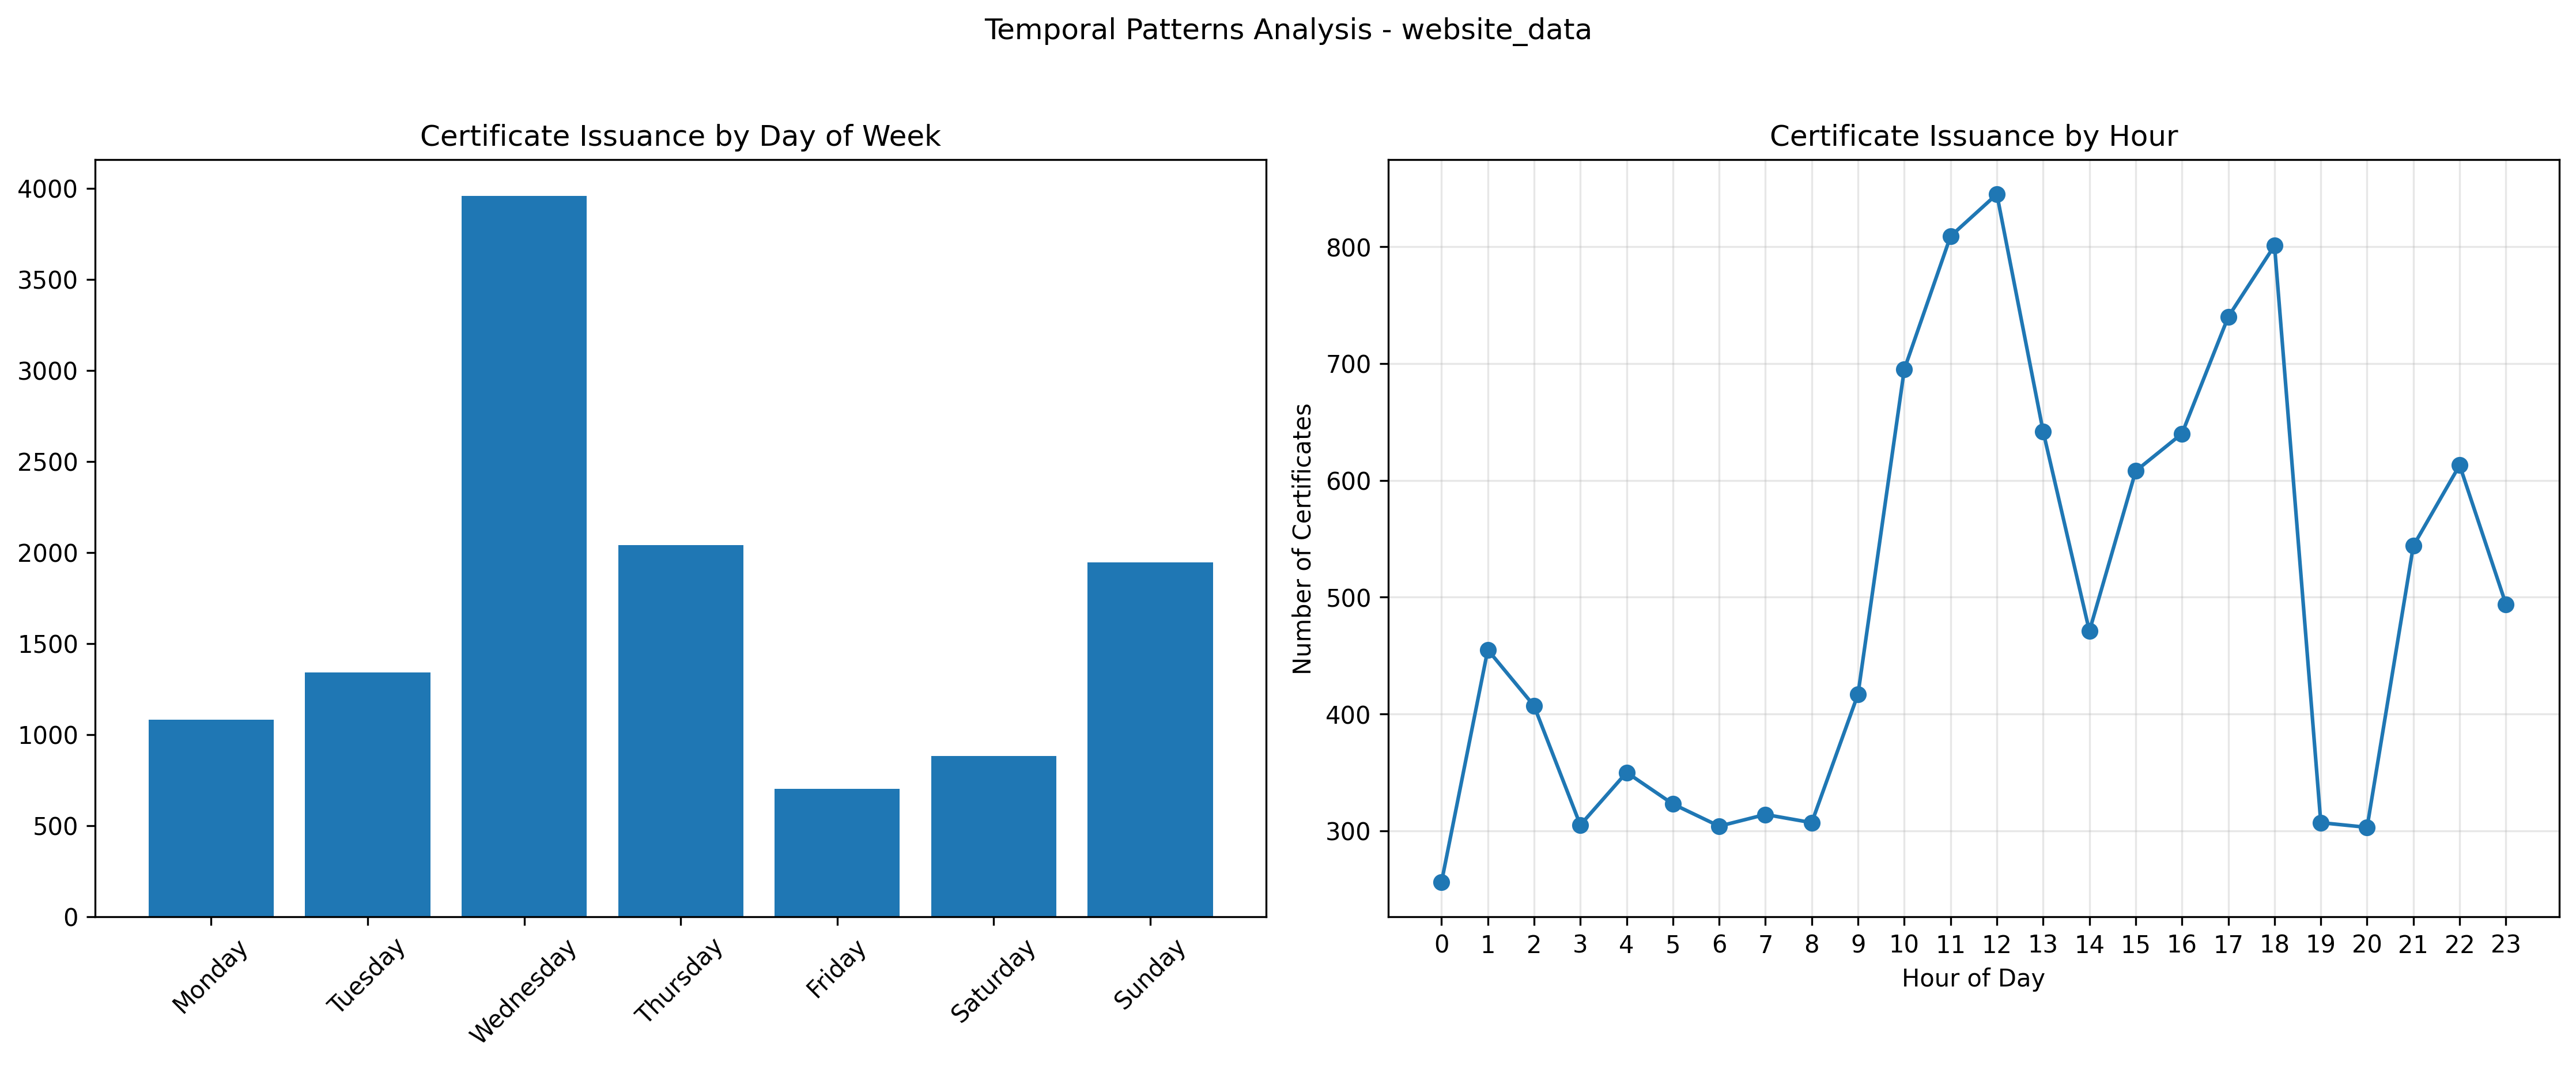 Temporal Patterns Analysis - website_data
Certificate Issuance by Day of Week
4000
3500
3000
2500
2000
1500
1000
500
0
Monday
Tuesday
Wednesday
Thursday
Friday
Saturday
Sunday
Certificate Issuance by Hour
Number of Certificates
800
700
600
500
400
300
0 1 2 3 4 5 6 7 8 9 10 11 12 13 14 15 16 17 18 19 20 21 22 23
Hour of Day